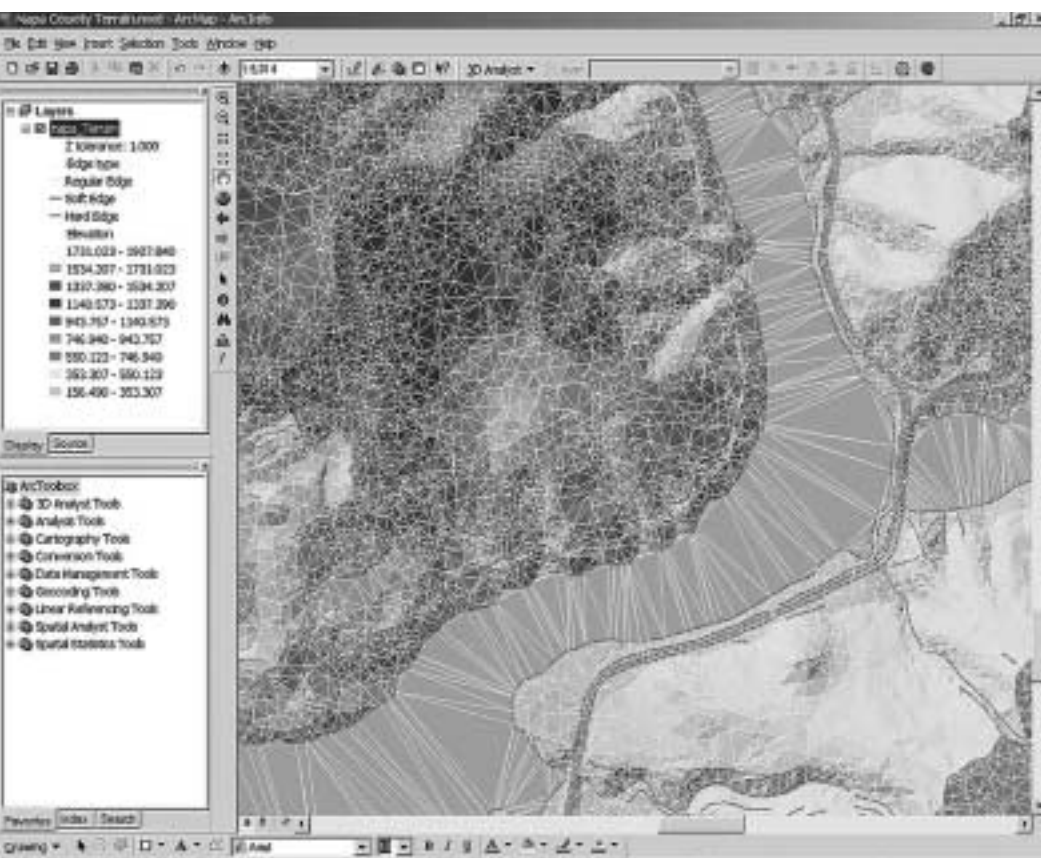 Napa County Terrain.mxd - ArcMap - ArcInfo
File Edit View Insert Selection Tools Window Help
3D Analyst
Layers
napa_Terrain
Z tolerance: 1.000
Edge type
Regular Edge
Soft Edge
Hard Edge
Elevation
1731.023 - 1907.840
1534.207 - 1731.023
1337.390 - 1534.207
1140.573 - 1337.390
943.757 - 1140.573
746.940 - 943.757
550.123 - 746.940
353.307 - 550.123
156.490 - 353.307
Display Source
ArcToolbox
3D Analyst Tools
Analysis Tools
Cartography Tools
Conversion Tools
Data Management Tools
Geocoding Tools
Linear Referencing Tools
Spatial Analyst Tools
Spatial Statistics Tools
Favorites Index Search
Drawing A Arial B I U A